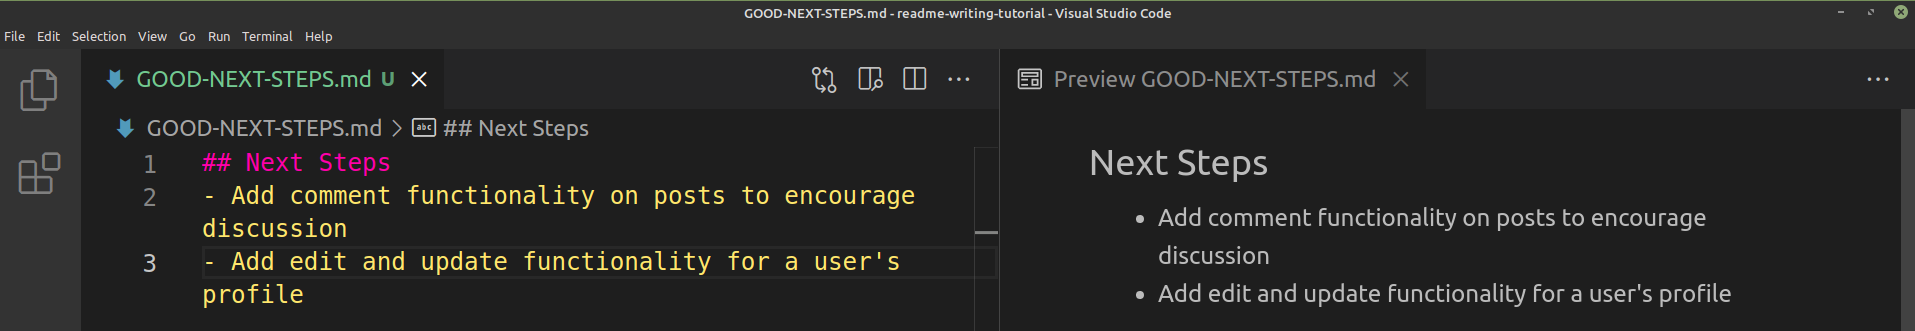 GOOD-NEXT-STEPS.md - readme-writing-tutorial - Visual Studio Code
File Edit Selection View Go Run Terminal Help
GOOD-NEXT-STEPS.md U
Preview GOOD-NEXT-STEPS.md
GOOD-NEXT-STEPS.md > abc ## Next Steps
1 ## Next Steps
2 - Add comment functionality on posts to encourage
discussion
3 - Add edit and update functionality for a user's
profile
Next Steps
• Add comment functionality on posts to encourage
discussion
• Add edit and update functionality for a user's profile